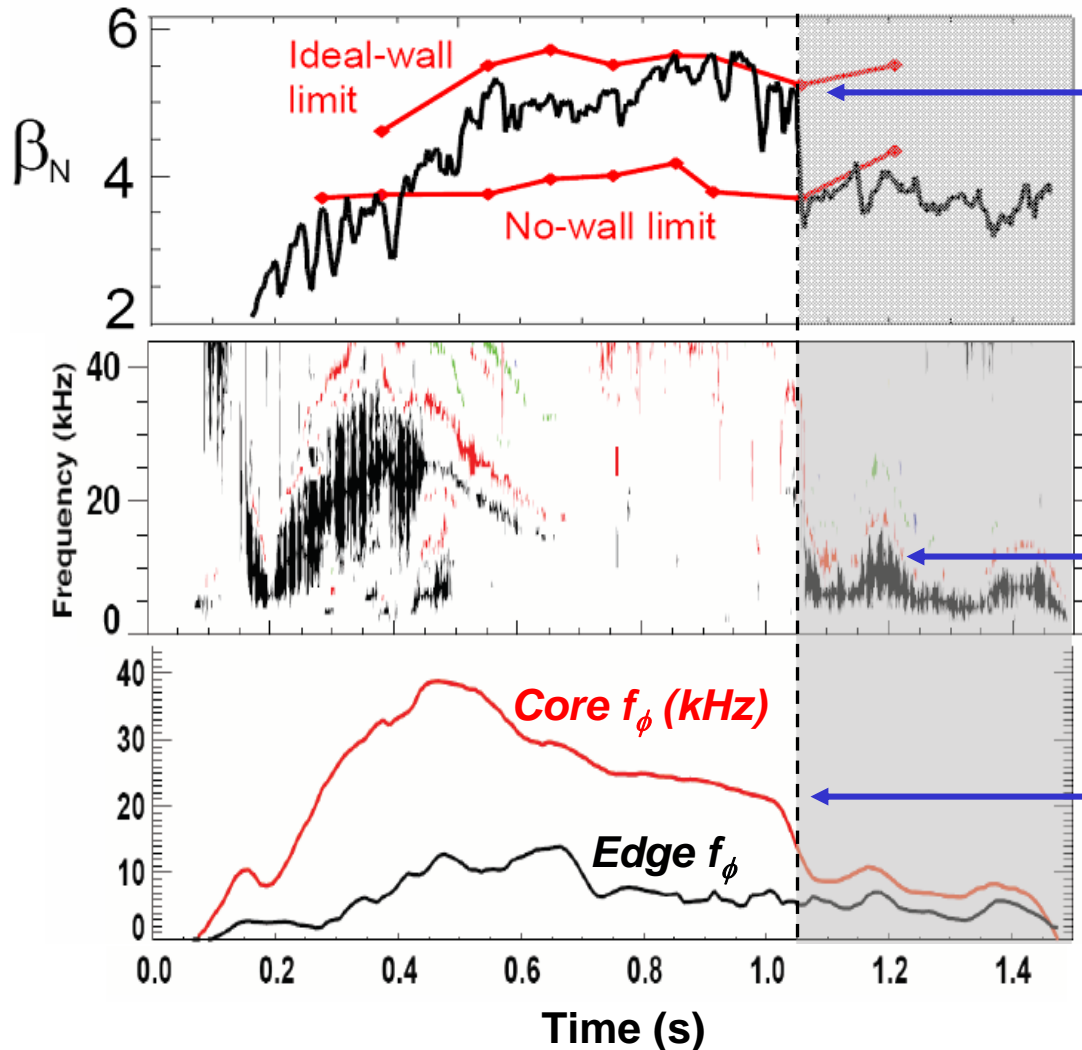 6
4
2
βN
Ideal-wall
limit
No-wall limit
40
20
0
Frequency (kHz)
40
30
20
10
0
Core fϕ (kHz)
Edge fϕ
0.0 0.2 0.4 0.6 0.8 1.0 1.2 1.4
Time (s)